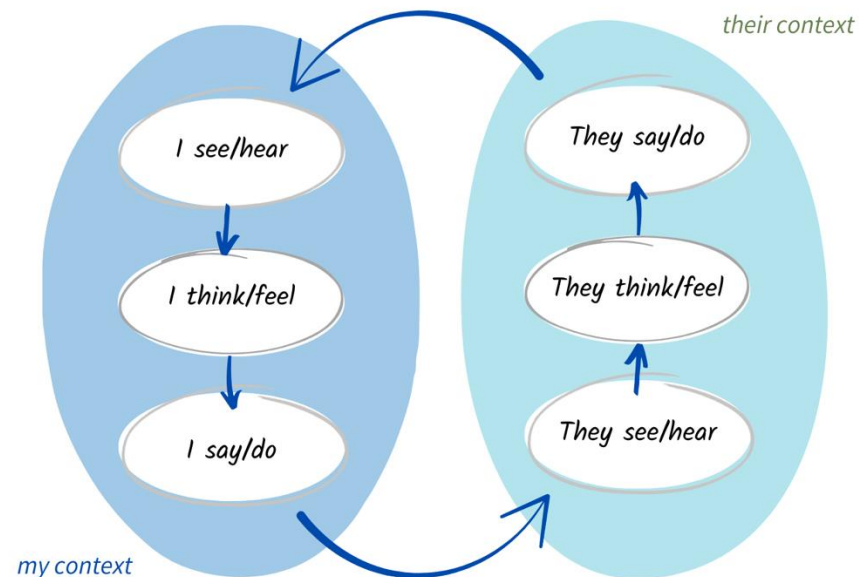 their context
I see/hear
They say/do
I think/feel
They think/feel
I say/do
They see/hear
my context